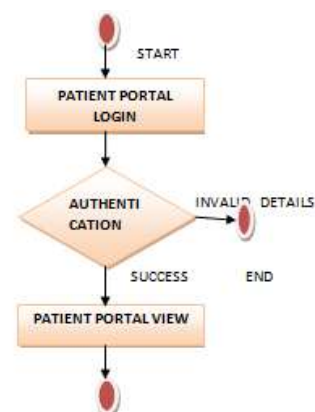 START
PATIENT PORTAL
LOGIN
AUTHENTI
CATION
INVALID DETAILS
SUCCESS
END
PATIENT PORTAL VIEW